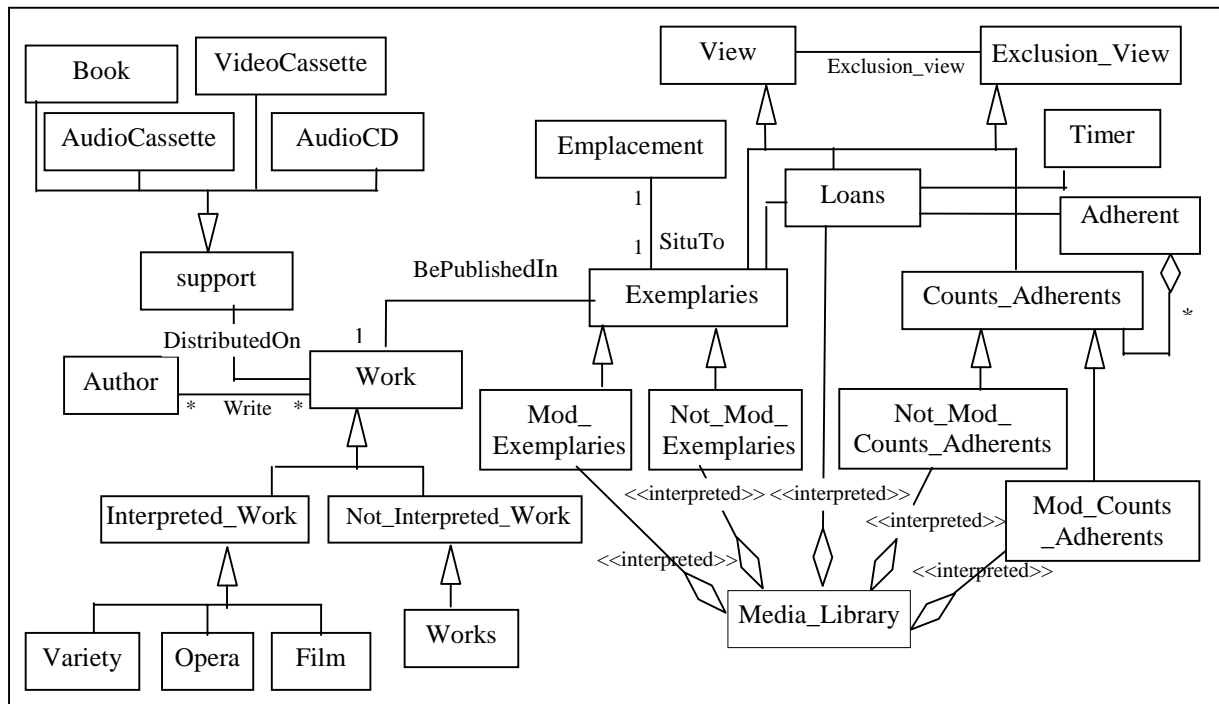 Book
VideoCassette
View
Exclusion_view
Exclusion_View
AudioCassette
AudioCD
Emplacement
Timer
1
Loans
Adherent
1
SituTo
support
BePublishedIn
Exemplaries
Counts_Adherents
*
DistributedOn
1
Author
Work
*
Write
*
Mod_
Exemplaries
Not_Mod_
Exemplaries
Not_Mod_
Counts_Adherents
Interpreted_Work
Not_Interpreted_Work
<<interpreted>>
<<interpreted>>
<<interpreted>>
Mod_Counts
_Adherents
<<interpreted>>
<<interpreted>>
Media_Library
Works
Variety
Opera
Film